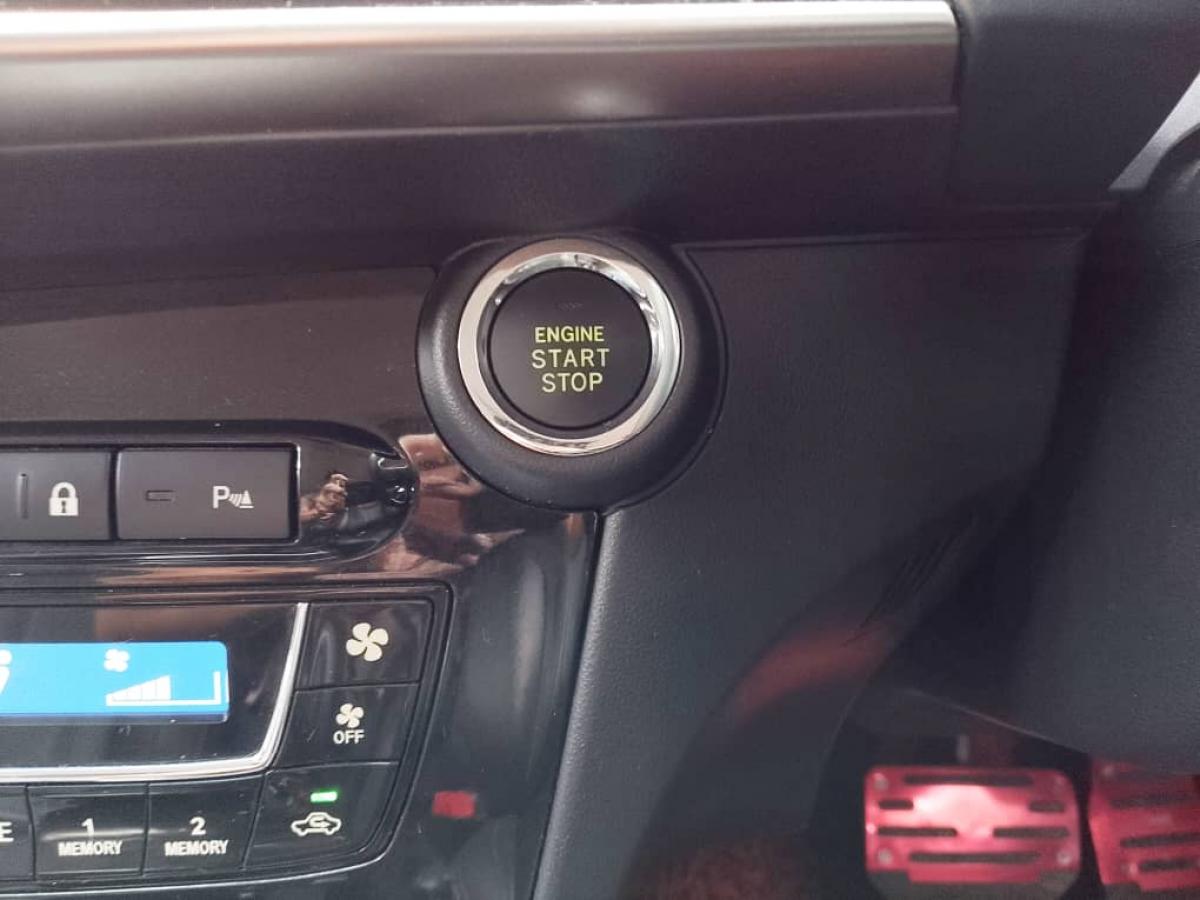 ENGINE
START
STOP
P
OFF
E
1
MEMORY
2
MEMORY